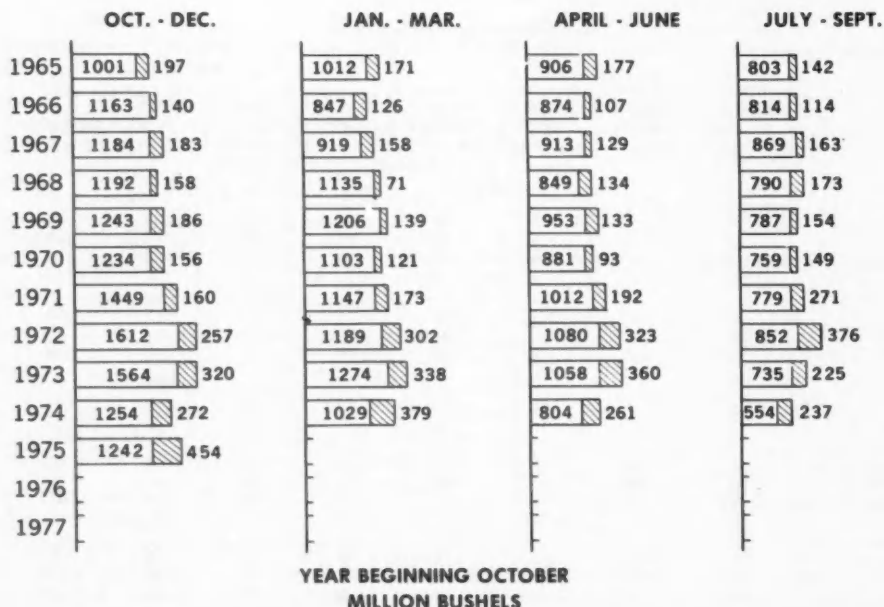 OCT. - DEC. JAN. - MAR. APRIL - JUNE JULY - SEPT.
1965 1001 197 1012 171 906 177 803 142
1966 1163 140 847 126 874 107 814 114
1967 1184 183 919 158 913 129 869 163
1968 1192 158 1135 71 849 134 790 173
1969 1243 186 1206 139 953 133 787 154
1970 1234 156 1103 121 881 93 759 149
1971 1449 160 1147 173 1012 192 779 271
1972 1612 257 1189 302 1080 323 852 376
1973 1564 320 1274 338 1058 360 735 225
1974 1254 272 1029 379 804 261 554 237
1975 1242 454
1976
1977
YEAR BEGINNING OCTOBER
MILLION BUSHELS